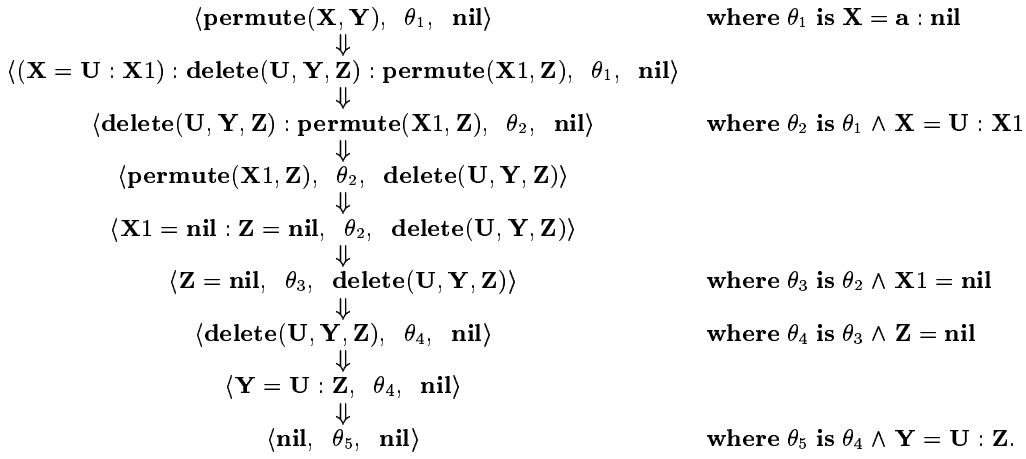 ⟨permute(X, Y), θ₁, nil⟩ where θ₁ is X = a : nil
⇓
⟨(X = U : X1) : delete(U, Y, Z) : permute(X1, Z), θ₁, nil⟩
⇓
⟨delete(U, Y, Z) : permute(X1, Z), θ₂, nil⟩ where θ₂ is θ₁ ∧ X = U : X1
⇓
⟨permute(X1, Z), θ₂, delete(U, Y, Z)⟩
⇓
⟨X1 = nil : Z = nil, θ₂, delete(U, Y, Z)⟩
⇓
⟨Z = nil, θ₃, delete(U, Y, Z)⟩ where θ₃ is θ₂ ∧ X1 = nil
⇓
⟨delete(U, Y, Z), θ₄, nil⟩ where θ₄ is θ₃ ∧ Z = nil
⇓
⟨Y = U : Z, θ₄, nil⟩
⇓
⟨nil, θ₅, nil⟩ where θ₅ is θ₄ ∧ Y = U : Z.